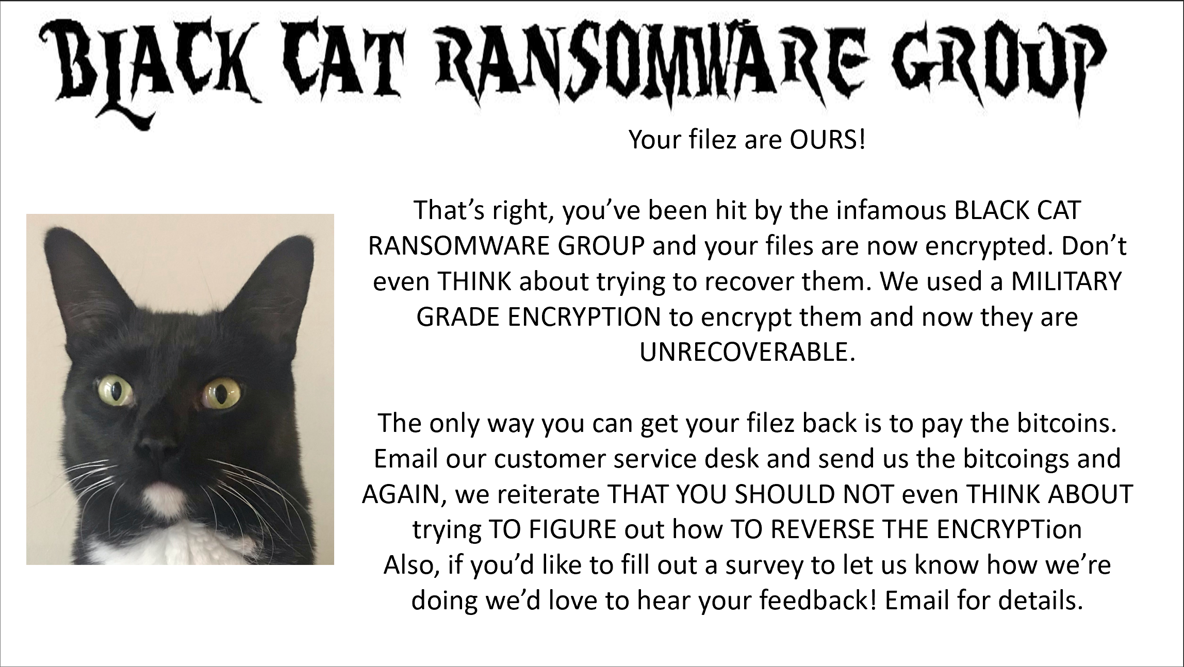 BLACK CAT RANSOMWARE GROUP
Your filez are OURS!
That’s right, you’ve been hit by the infamous BLACK CAT
RANSOMWARE GROUP and your files are now encrypted. Don’t
even THINK about trying to recover them. We used a MILITARY
GRADE ENCRYPTION to encrypt them and now they are
UNRECOVERABLE.
The only way you can get your filez back is to pay the bitcoins.
Email our customer service desk and send us the bitcoings and
AGAIN, we reiterate THAT YOU SHOULD NOT even THINK ABOUT
trying TO FIGURE out how TO REVERSE THE ENCRYPTion
Also, if you’d like to fill out a survey to let us know how we’re
doing we’d love to hear your feedback! Email for details.